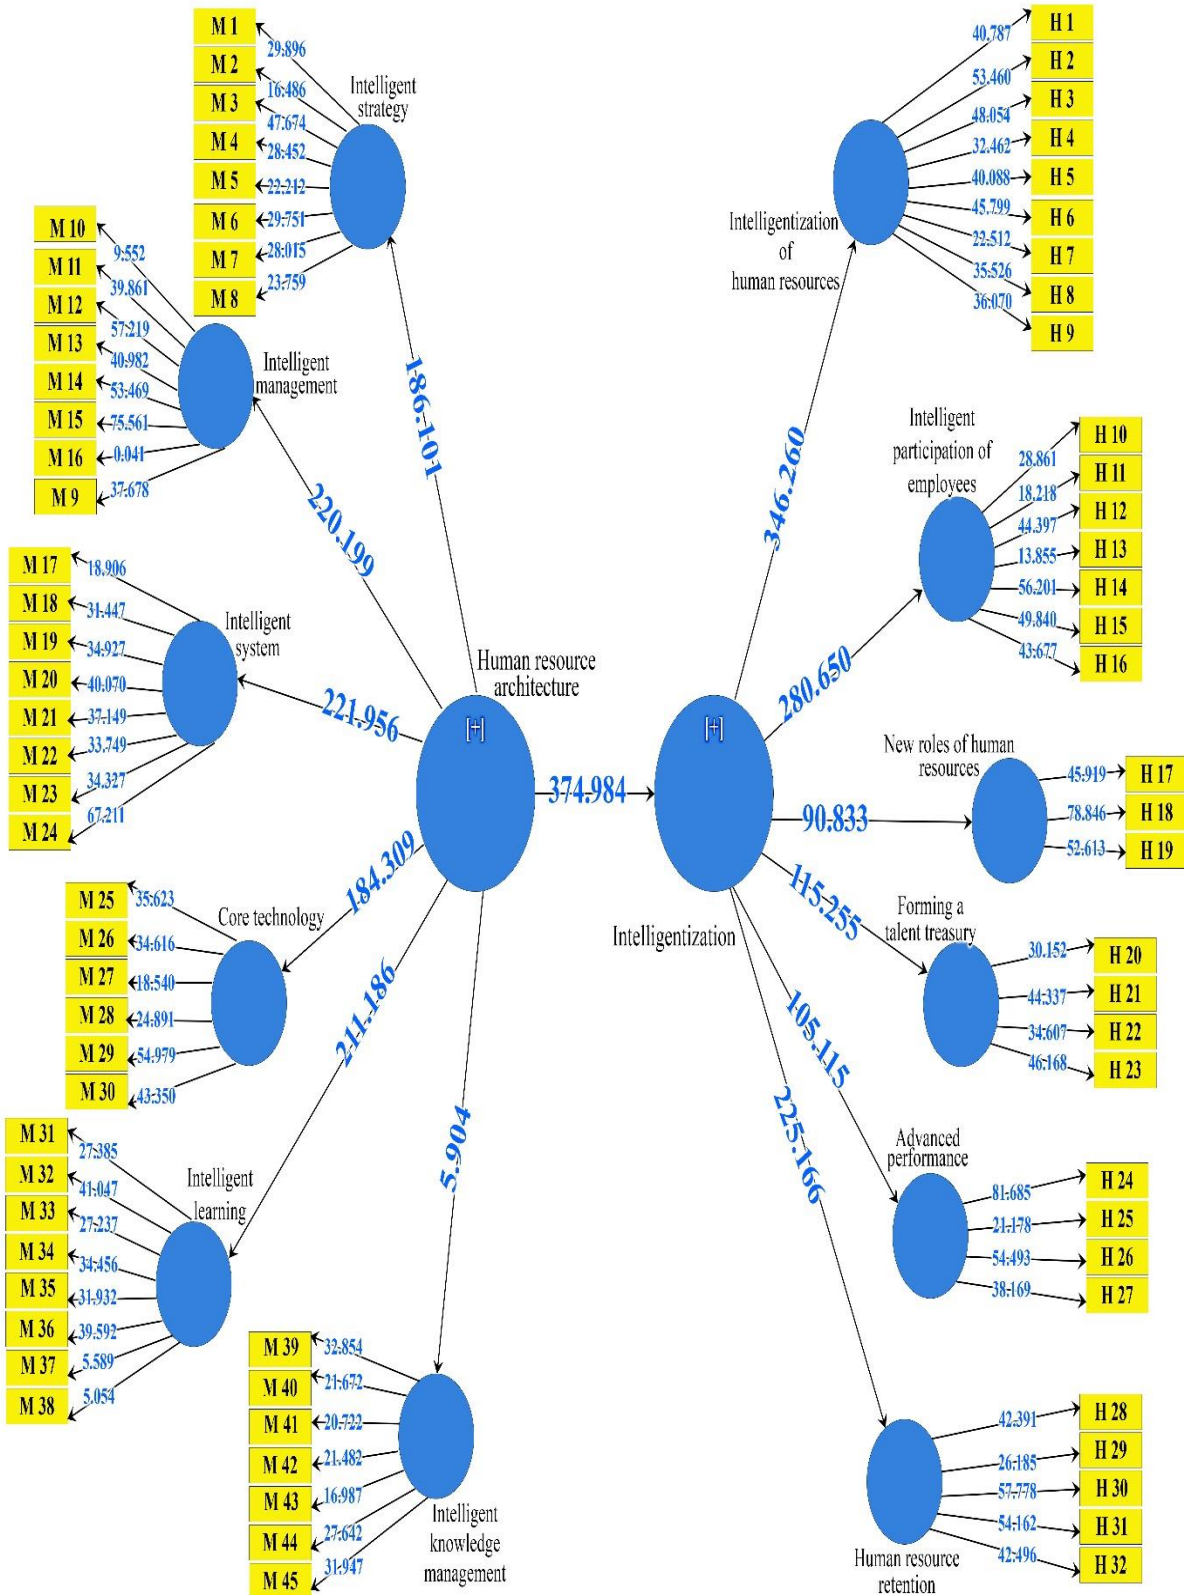 M 1
29.896
M 2
16.486
M 3
47.674
M 4
28.452
M 5
22.212
M 6
29.751
M 7
28.015
M 8
23.759
Intelligent
strategy
186.101
M 10
9.552
M 11
39.861
M 12
57.219
M 13
40.982
M 14
53.469
M 15
75.561
M 16
0.041
M 9
37.678
Intelligent
management
220.199
M 17
18.906
M 18
31.447
M 19
34.927
M 20
40.070
M 21
37.149
M 22
33.749
M 23
34.327
M 24
67.211
Intelligent
system
221.956
Human resource
architecture
[+]
374.984
M 25
35.623
M 26
34.616
M 27
18.540
M 28
24.891
M 29
54.979
M 30
43.350
Core technology
184.309
M 31
27.385
M 32
41.047
M 33
27.237
M 34
34.456
M 35
31.932
M 36
39.592
M 37
5.589
M 38
5.054
Intelligent
learning
211.186
M 39
32.854
M 40
21.672
M 41
20.722
M 42
21.482
M 43
16.987
M 44
27.642
M 45
31.947
Intelligent
knowledge
management
5.904
H 1
40.787
H 2
53.460
H 3
48.054
H 4
32.462
H 5
40.088
H 6
45.799
H 7
22.512
H 8
35.526
H 9
36.070
Intelligentization
of
human resources
346.260
Intelligent
participation of
employees
H 10
28.861
H 11
18.218
H 12
44.397
H 13
13.855
H 14
56.201
H 15
49.840
H 16
43.677
280.650
[+]
Intelligentization
New roles of human
resources
90.833
H 17
45.919
H 18
78.846
H 19
52.613
Forming a
talent treasury
115.255
H 20
30.152
H 21
44.337
H 22
34.607
H 23
46.168
Advanced
performance
105.115
H 24
81.685
H 25
21.178
H 26
54.493
H 27
38.169
225.166
H 28
42.391
H 29
26.185
H 30
57.778
H 31
54.162
H 32
42.496
Human resource
retention